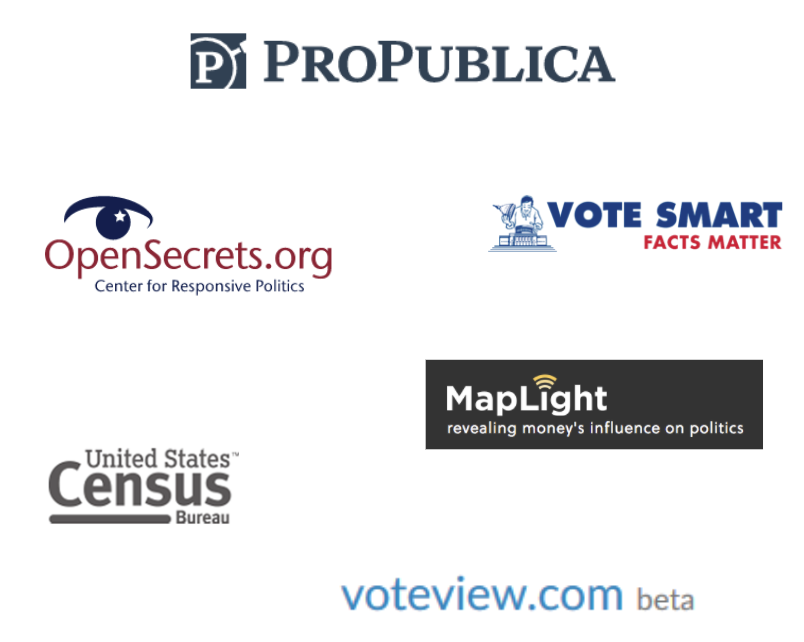 P PROPUBLICA
OpenSecrets.org
Center for Responsive Politics
VOTE SMART
FACTS MATTER
MapLight
revealing money's influence on politics
United States™
Census
Bureau
voteview.com beta